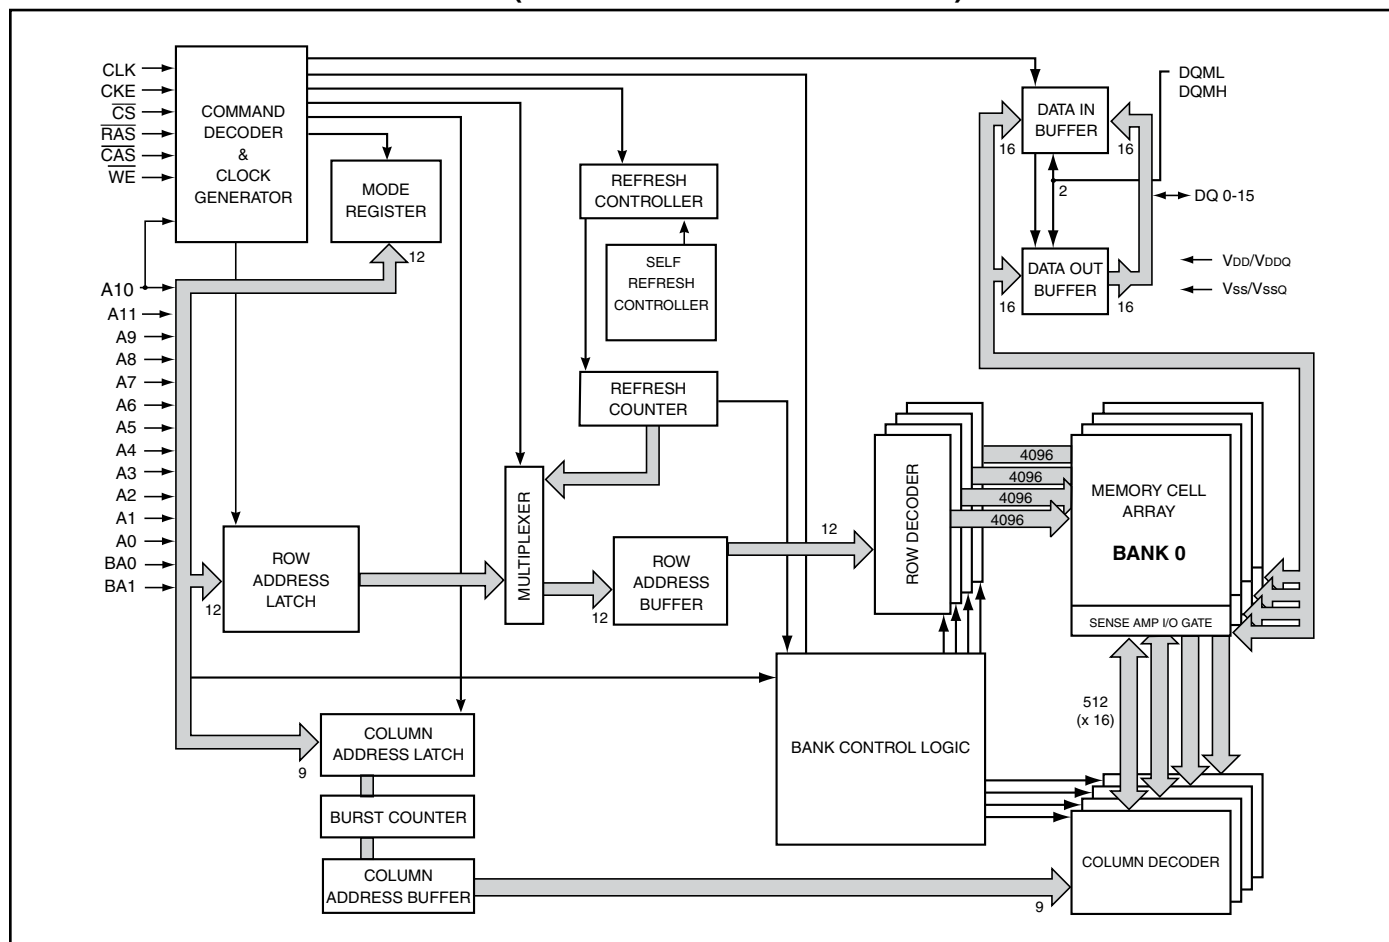 CLK
CKE
CS
RAS
CAS
WE
A10
A11
A9
A8
A7
A6
A5
A4
A3
A2
A1
A0
BA0
BA1
COMMAND
DECODER
&
CLOCK
GENERATOR
MODE
REGISTER
12
REFRESH
CONTROLLER
SELF
REFRESH
CONTROLLER
REFRESH
COUNTER
DATA IN
BUFFER
16
16
2
DQML
DQMH
DQ 0-15
DATA OUT
BUFFER
16
16
VDD/VDDQ
Vss/VssQ
ROW
ADDRESS
LATCH
12
MULTIPLEXER
12
ROW
ADDRESS
BUFFER
12
ROW DECODER
4096
4096
4096
4096
MEMORY CELL
ARRAY
BANK 0
SENSE AMP I/O GATE
512
(x 16)
BANK CONTROL LOGIC
COLUMN
ADDRESS LATCH
9
BURST COUNTER
COLUMN
ADDRESS BUFFER
9
COLUMN DECODER